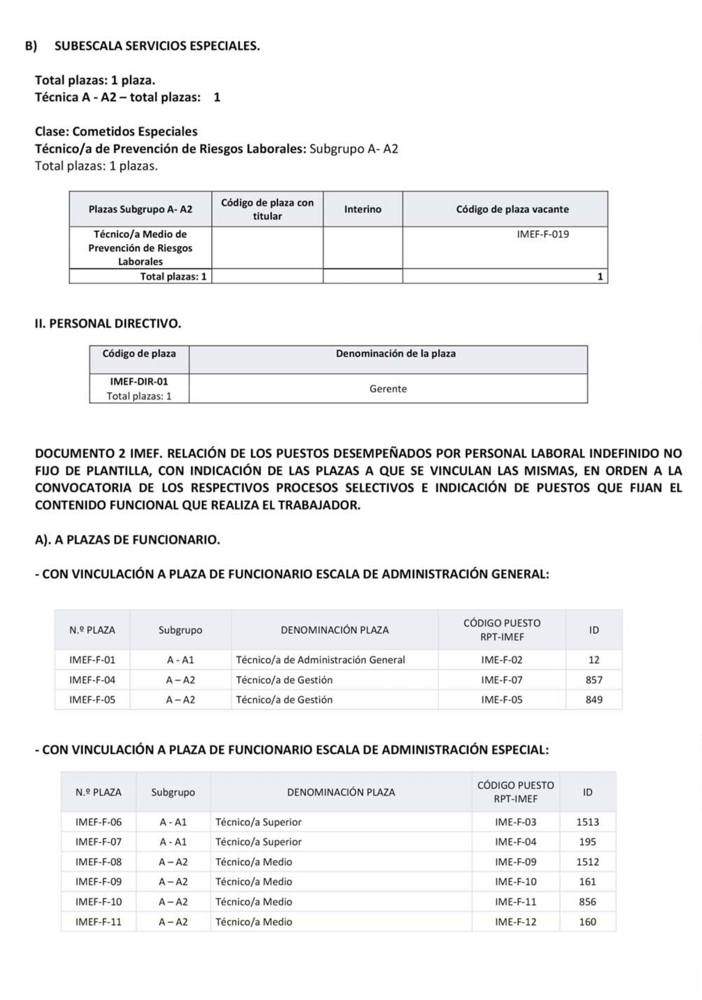 B) SUBESCALA SERVICIOS ESPECIALES.
Total plazas: 1 plaza.
Técnica A - A2 – total plazas: 1
Clase: Cometidos Especiales
Técnico/a de Prevención de Riesgos Laborales: Subgrupo A- A2
Total plazas: 1 plazas.
Plazas Subgrupo A- A2 Código de plaza con titular Interino Código de plaza vacante
Técnico/a Medio de IMEF-F-019
Prevención de Riesgos
Laborales
Total plazas: 1 1
II. PERSONAL DIRECTIVO.
Código de plaza Denominación de la plaza
IMEF-DIR-01 Gerente
Total plazas: 1
DOCUMENTO 2 IMEF. RELACIÓN DE LOS PUESTOS DESEMPEÑADOS POR PERSONAL LABORAL INDEFINIDO NO
FIJO DE PLANTILLA, CON INDICACIÓN DE LAS PLAZAS A QUE SE VINCULAN LAS MISMAS, EN ORDEN A LA
CONVOCATORIA DE LOS RESPECTIVOS PROCESOS SELECTIVOS E INDICACIÓN DE PUESTOS QUE FIJAN EL
CONTENIDO FUNCIONAL QUE REALIZA EL TRABAJADOR.
A). A PLAZAS DE FUNCIONARIO.
- CON VINCULACIÓN A PLAZA DE FUNCIONARIO ESCALA DE ADMINISTRACIÓN GENERAL:
N.º PLAZA Subgrupo DENOMINACIÓN PLAZA CÓDIGO PUESTO RPT-IMEF ID
IMEF-F-01 A - A1 Técnico/a de Administración General IME-F-02 12
IMEF-F-04 A – A2 Técnico/a de Gestión IME-F-07 857
IMEF-F-05 A – A2 Técnico/a de Gestión IME-F-05 849
- CON VINCULACIÓN A PLAZA DE FUNCIONARIO ESCALA DE ADMINISTRACIÓN ESPECIAL:
N.º PLAZA Subgrupo DENOMINACIÓN PLAZA CÓDIGO PUESTO RPT-IMEF ID
IMEF-F-06 A - A1 Técnico/a Superior IME-F-03 1513
IMEF-F-07 A - A1 Técnico/a Superior IME-F-04 195
IMEF-F-08 A – A2 Técnico/a Medio IME-F-09 1512
IMEF-F-09 A – A2 Técnico/a Medio IME-F-10 161
IMEF-F-10 A – A2 Técnico/a Medio IME-F-11 856
IMEF-F-11 A – A2 Técnico/a Medio IME-F-12 160